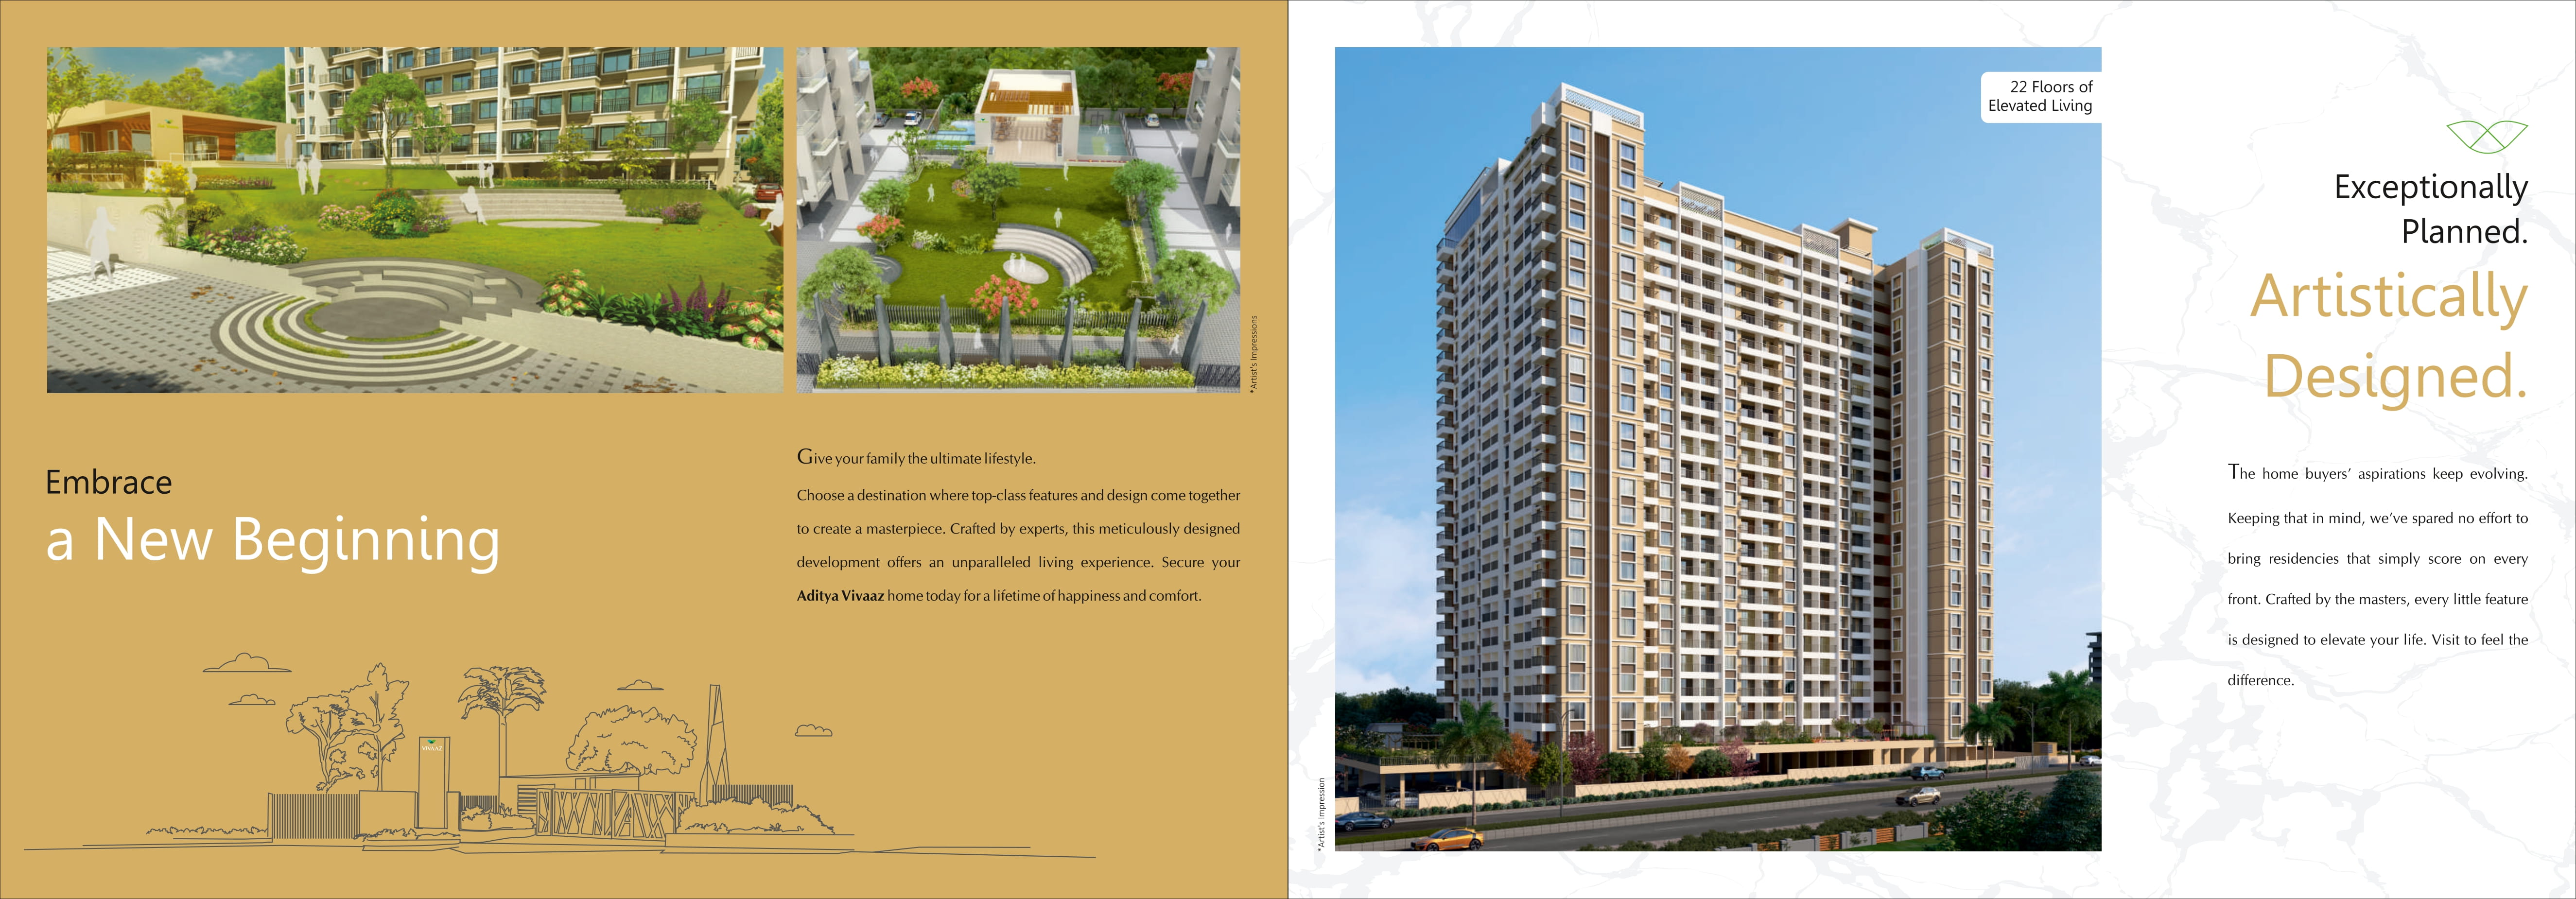 *Artist's Impressions
Embrace
a New Beginning
Give your family the ultimate lifestyle.
Choose a destination where top-class features and design come together
to create a masterpiece. Crafted by experts, this meticulously designed
development offers an unparalleled living experience. Secure your
Aditya Vivaaz home today for a lifetime of happiness and comfort.
VIVAAZ
22 Floors of
Elevated Living
*Artist's Impression
Exceptionally
Planned.
Artistically
Designed.
The home buyers’ aspirations keep evolving.
Keeping that in mind, we’ve spared no effort to
bring residencies that simply score on every
front. Crafted by the masters, every little feature
is designed to elevate your life. Visit to feel the
difference.